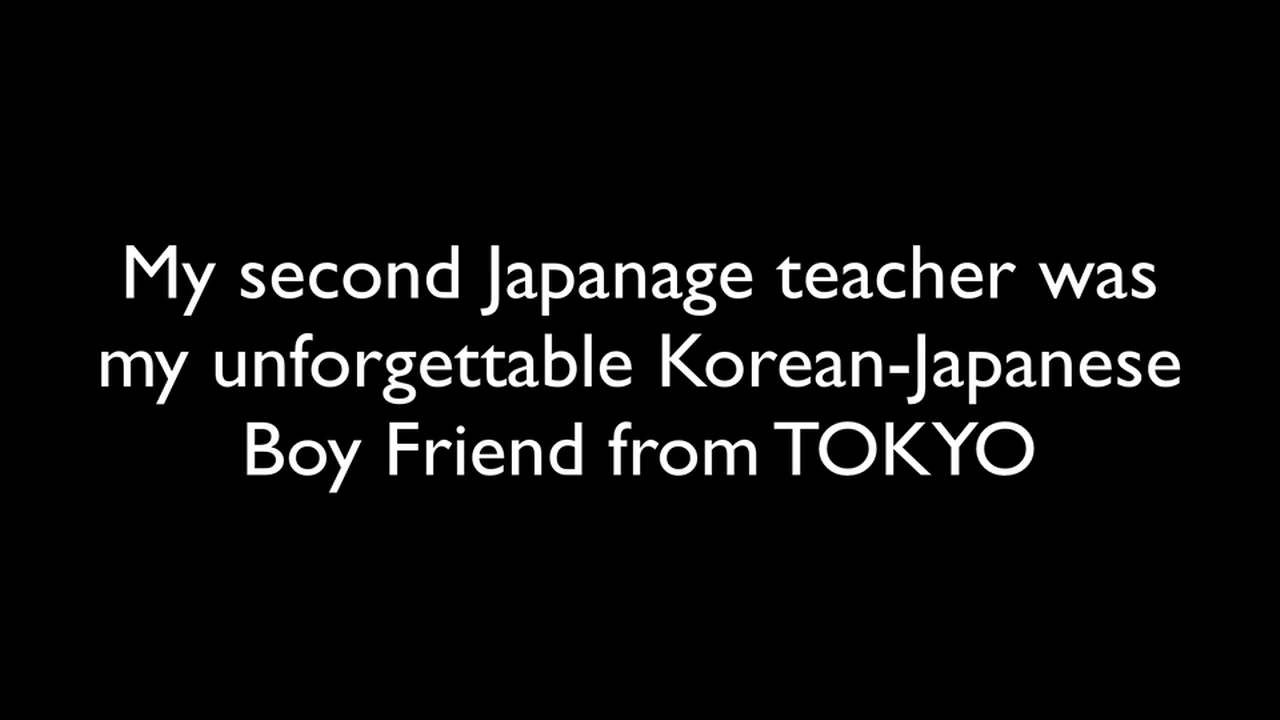 My second Japanage teacher was
my unforgettable Korean-Japanese
Boy Friend from TOKYO